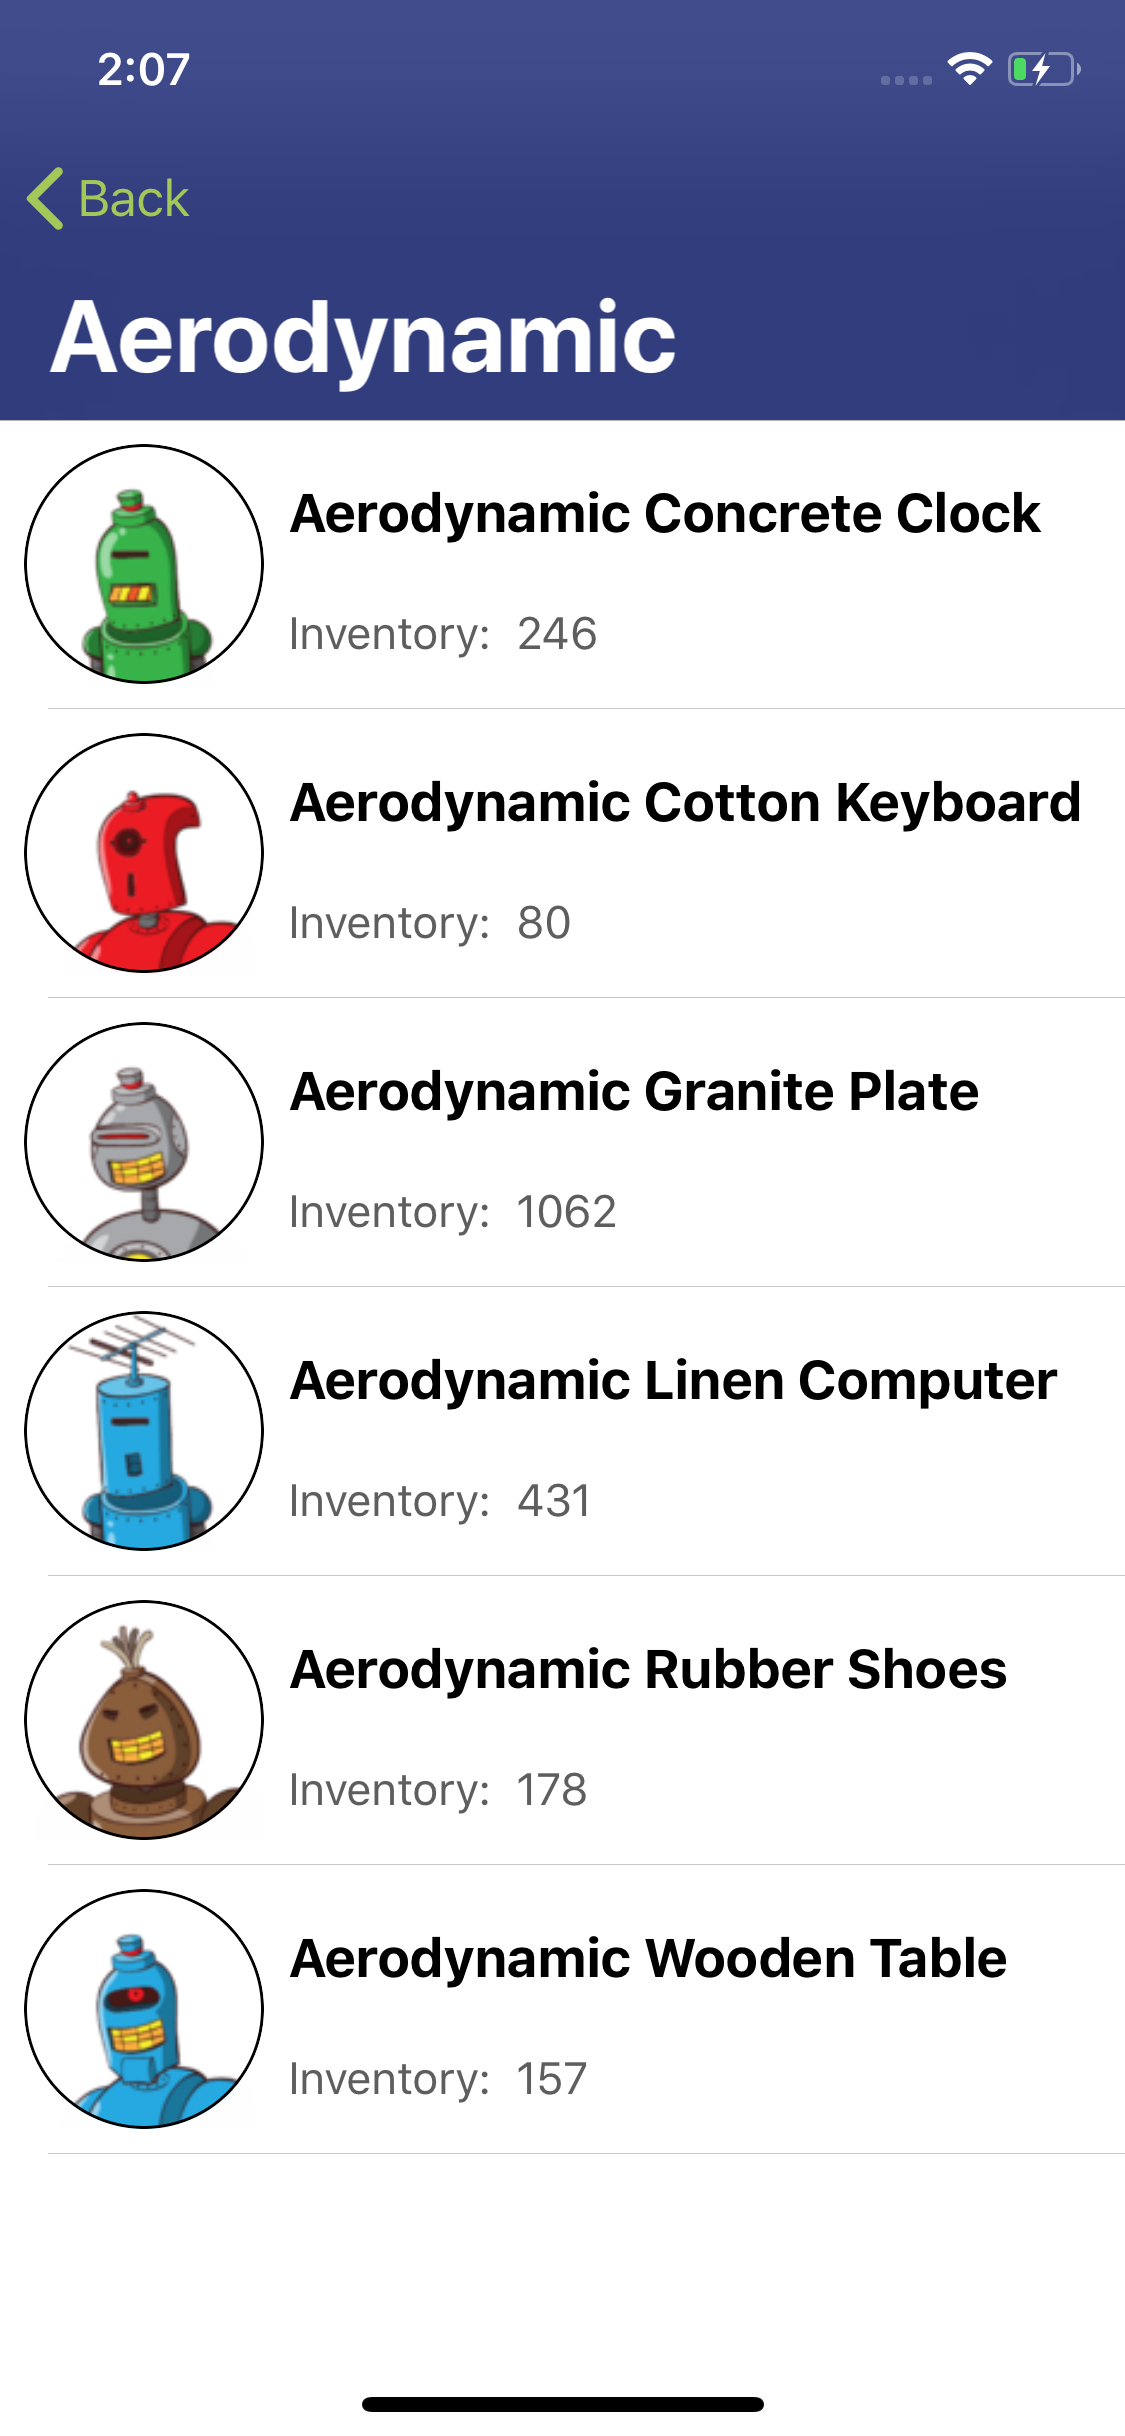 2:07
Back
Aerodynamic
Aerodynamic Concrete Clock
Inventory: 246
Aerodynamic Cotton Keyboard
Inventory: 80
Aerodynamic Granite Plate
Inventory: 1062
Aerodynamic Linen Computer
Inventory: 431
Aerodynamic Rubber Shoes
Inventory: 178
Aerodynamic Wooden Table
Inventory: 157